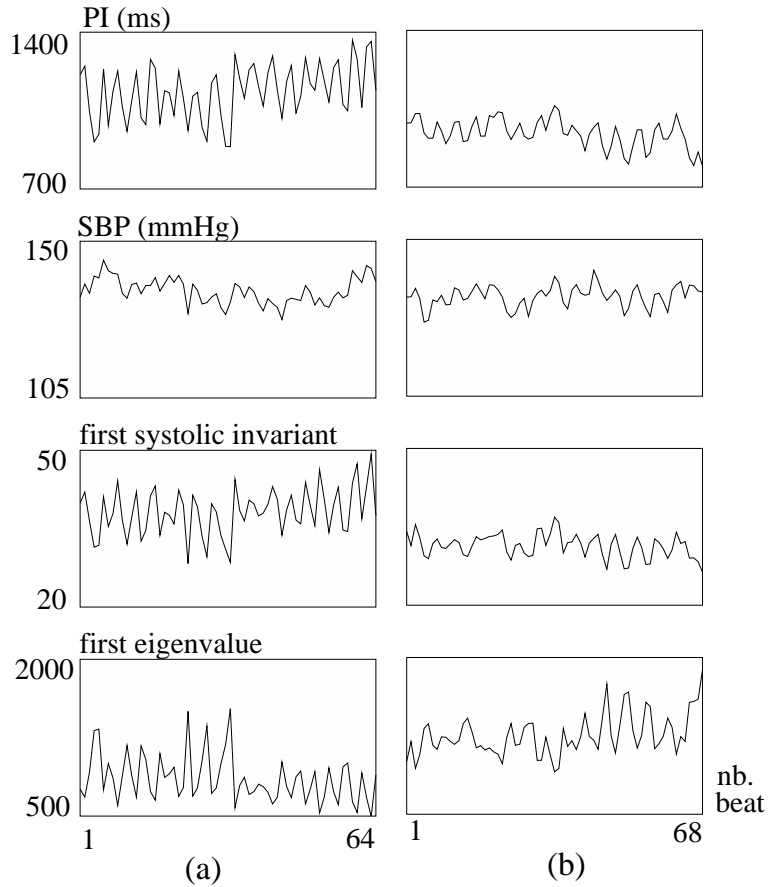 PI (ms)
1400
700
SBP (mmHg)
150
105
first systolic invariant
50
20
first eigenvalue
2000
500
nb.
beat
1 64 1 68
(a) (b)